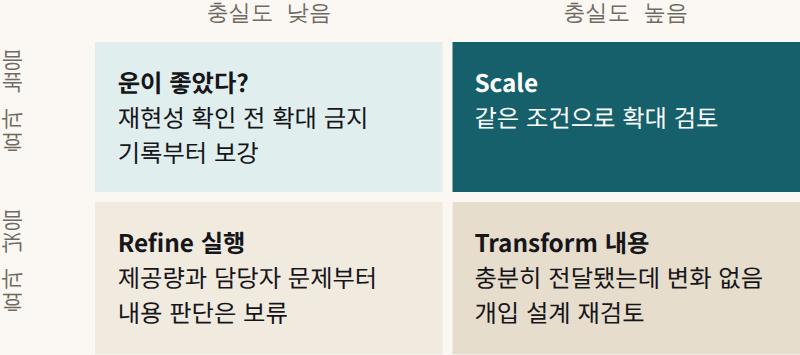 충실도 낮음
충실도 높음
효과 높음
운이 좋았다?
재현성 확인 전 확대 금지
기록부터 보강
Scale
같은 조건으로 확대 검토
효과 낮음
Refine 실행
제공량과 담당자 문제부터
내용 판단은 보류
Transform 내용
충분히 전달됐는데 변화 없음
개입 설계 재검토